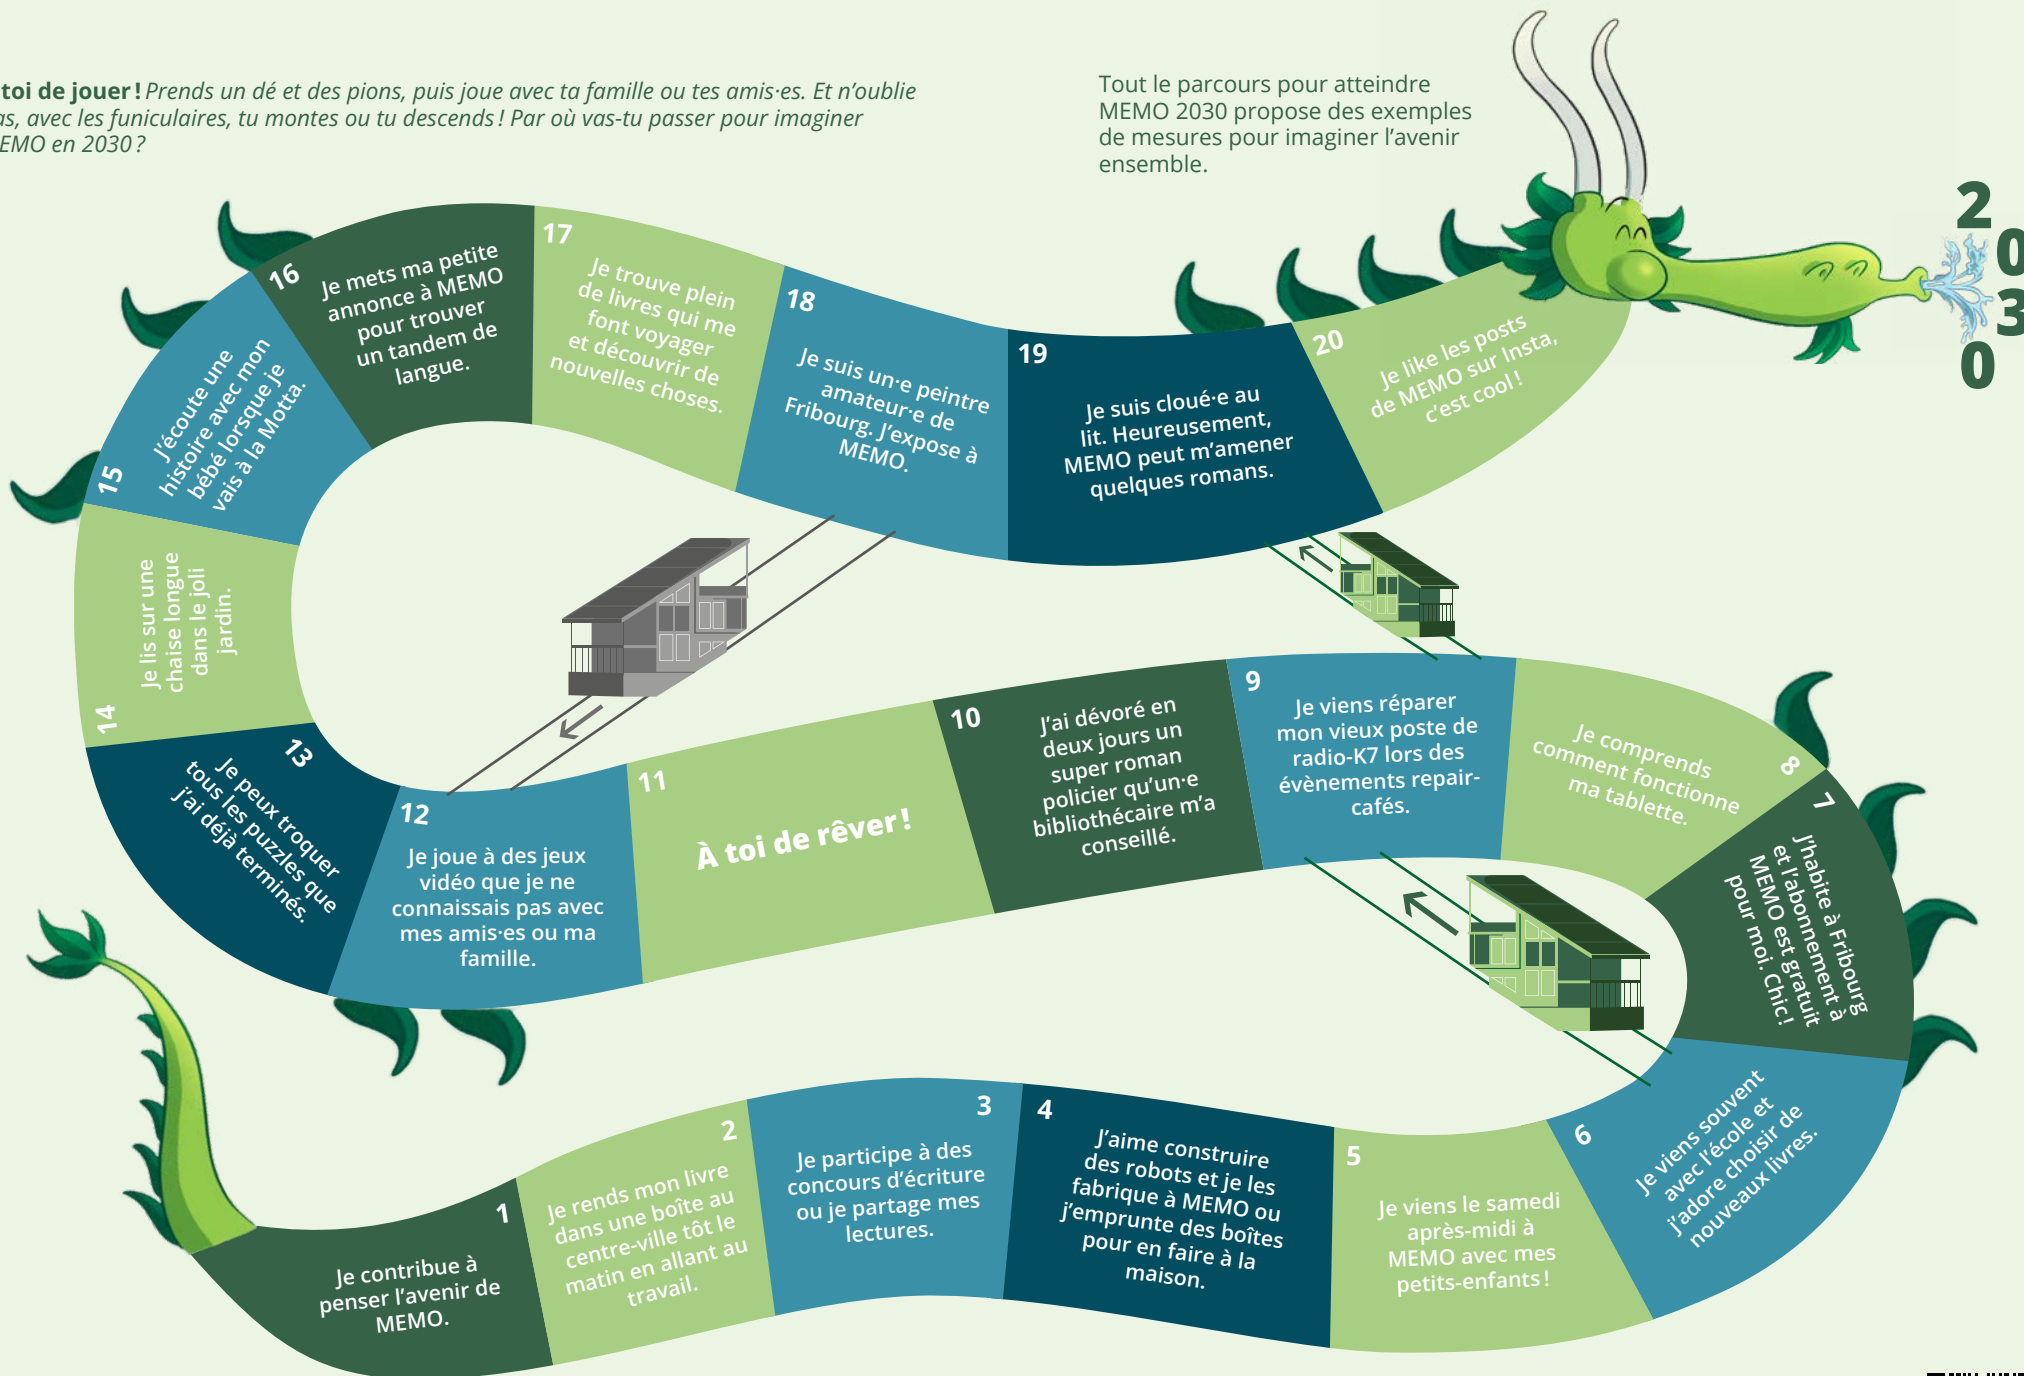 toi de jouer ! Prends un dé et des pions, puis joue avec ta famille ou tes amis·es. Et n’oublie
as, avec les funiculaires, tu montes ou tu descends ! Par où vas-tu passer pour imaginer
EMO en 2030 ?
Tout le parcours pour atteindre
MEMO 2030 propose des exemples
de mesures pour imaginer l’avenir
ensemble.
2
0
3
0
1
Je contribue à
penser l’avenir de
MEMO.
2
Je rends mon livre
dans une boîte au
centre-ville tôt le
matin en allant au
travail.
3
Je participe à des
concours d’écriture
ou je partage mes
lectures.
4
J’aime construire
des robots et je les
fabrique à MEMO ou
j’emprunte des boîtes
pour en faire à la
maison.
5
Je viens le samedi
après-midi à
MEMO avec mes
petits-enfants !
6
Je viens souvent
avec l’école et
j’adore choisir de
nouveaux livres.
7
J’habite à Fribourg
et l’abonnement à
MEMO est gratuit
pour moi. Chic !
8
Je comprends
comment fonctionne
ma tablette.
9
Je viens réparer
mon vieux poste de
radio-K7 lors des
évènements repair-
cafés.
10
J’ai dévoré en
deux jours un
super roman
policier qu’un·e
bibliothécaire m’a
conseillé.
11
À toi de rêver !
12
Je joue à des jeux
vidéo que je ne
connaissais pas avec
mes amis·es ou ma
famille.
13
Je peux troquer
tous les puzzles que
j’ai déjà terminés.
14
Je lis sur une
chaise longue
dans le joli
jardin.
15
J’écoute une
histoire avec mon
bébé lorsque je
vais à la Motta.
16
Je mets ma petite
annonce à MEMO
pour trouver
un tandem de
langue.
17
Je trouve plein
de livres qui me
font voyager
et découvrir de
nouvelles choses.
18
Je suis un·e peintre
amateur·e de
Fribourg. J’expose à
MEMO.
19
Je suis cloué·e au
lit. Heureusement,
MEMO peut m’amener
quelques romans.
20
Je like les posts
de MEMO sur Insta,
c’est cool !